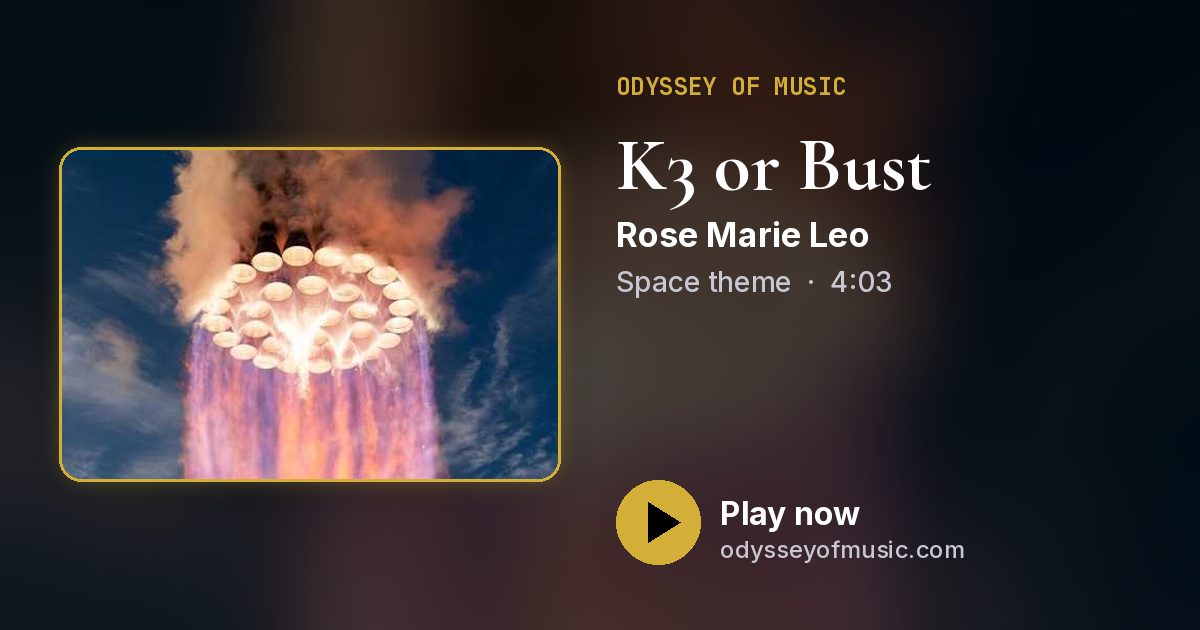 ODYSSEY OF MUSIC
K3 or Bust
Rose Marie Leo
Space theme · 4:03
Play now
odysseyofmusic.com